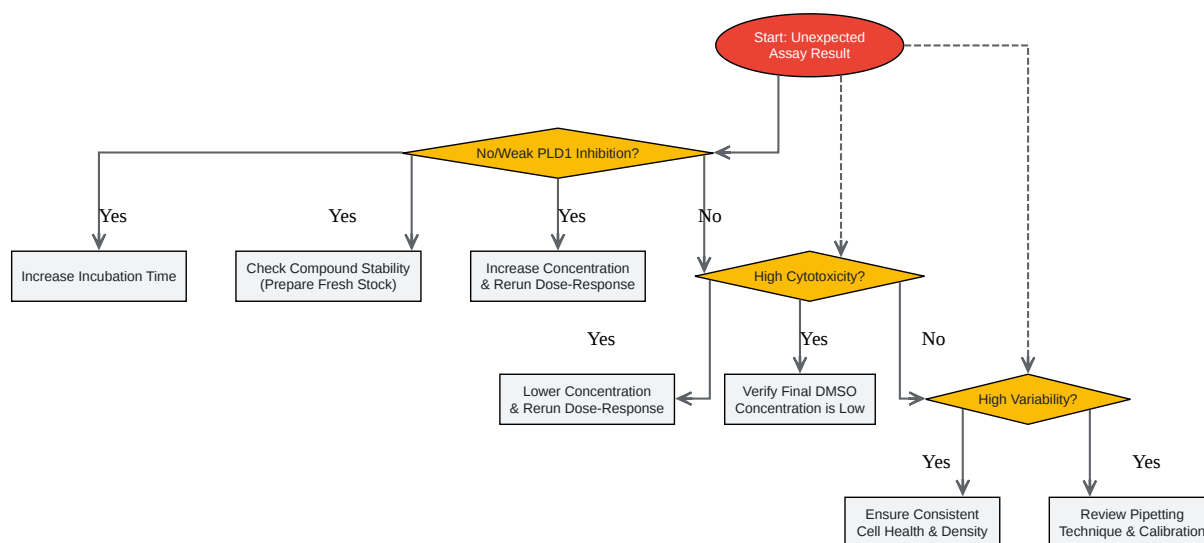 Start: Unexpected
Assay Result
No/Weak PLD1 Inhibition?
Yes
Yes
Yes
No
Increase Incubation Time
Check Compound Stability
(Prepare Fresh Stock)
Increase Concentration
& Rerun Dose-Response
High Cytotoxicity?
Yes
Yes
No
Lower Concentration
& Rerun Dose-Response
Verify Final DMSO
Concentration is Low
High Variability?
Yes
Yes
Ensure Consistent
Cell Health & Density
Review Pipetting
Technique & Calibration